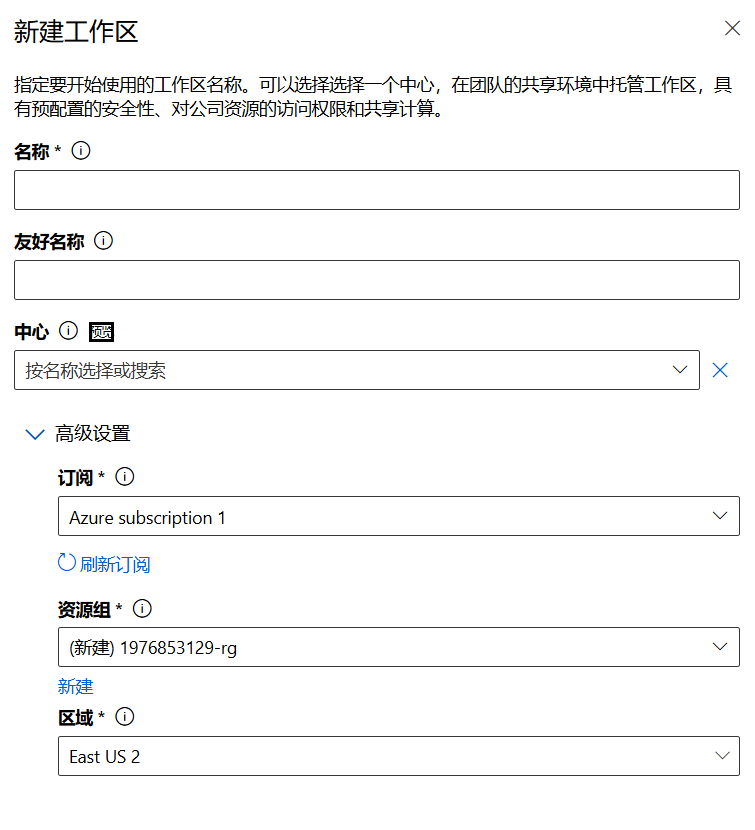 新建工作区
指定要开始使用的工作区名称。可以选择选择一个中心，在团队的共享环境中托管工作区，具
有预配置的安全性、对公司资源的访问权限和共享计算。
名称 *
友好名称
中心 预览
按名称选择或搜索
高级设置
订阅 *
Azure subscription 1
刷新订阅
资源组 *
(新建) 1976853129-rg
新建
区域 *
East US 2